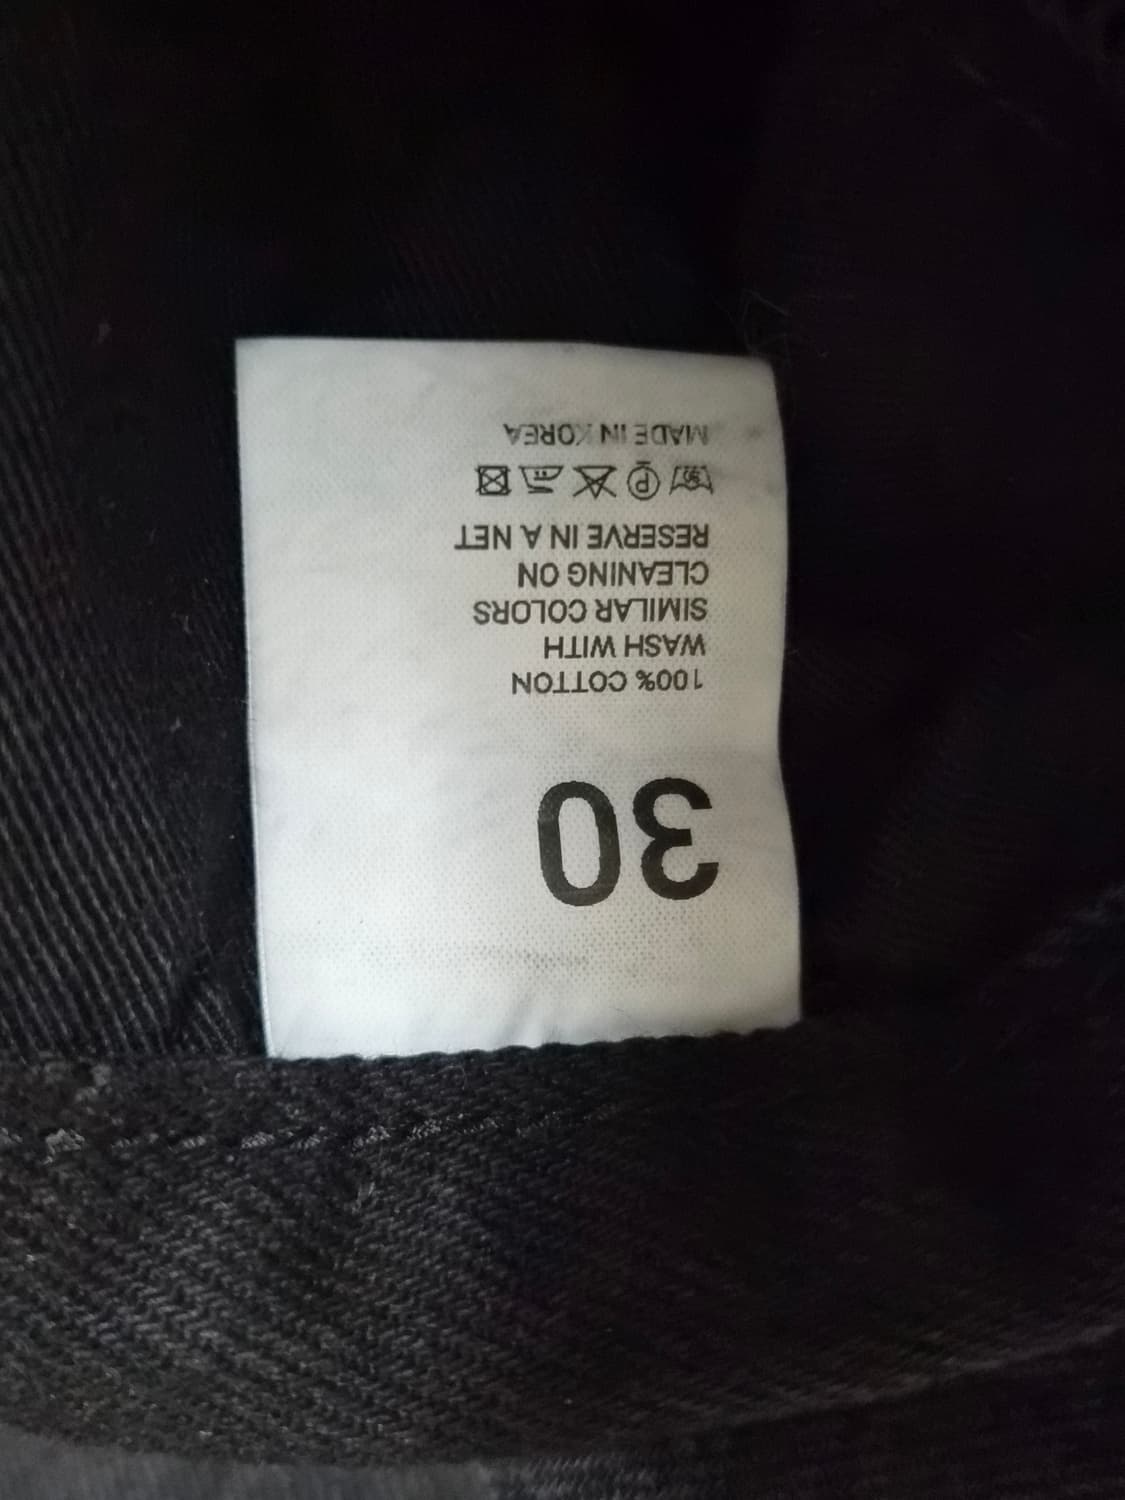 30
100% COTTON
WASH WITH
SIMILAR COLORS
CLEANING ON
RESERVE IN A NET
P
MADE IN KOREA